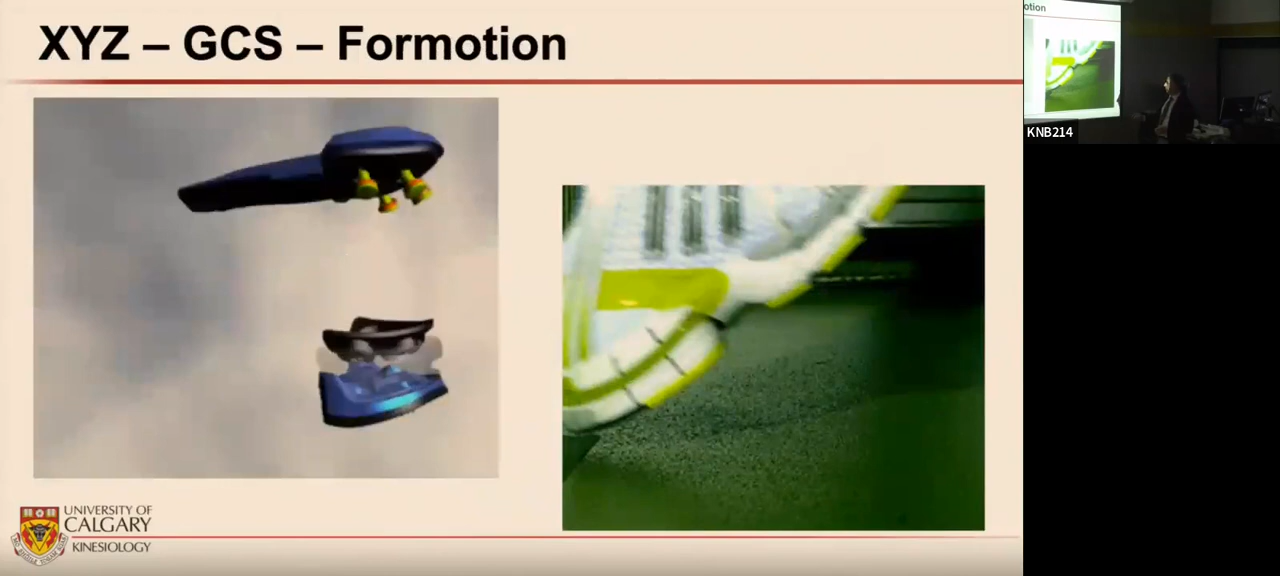 XYZ – GCS – Formotion
otion
KNB214
UNIVERSITY OF
CALGARY
KINESIOLOGY